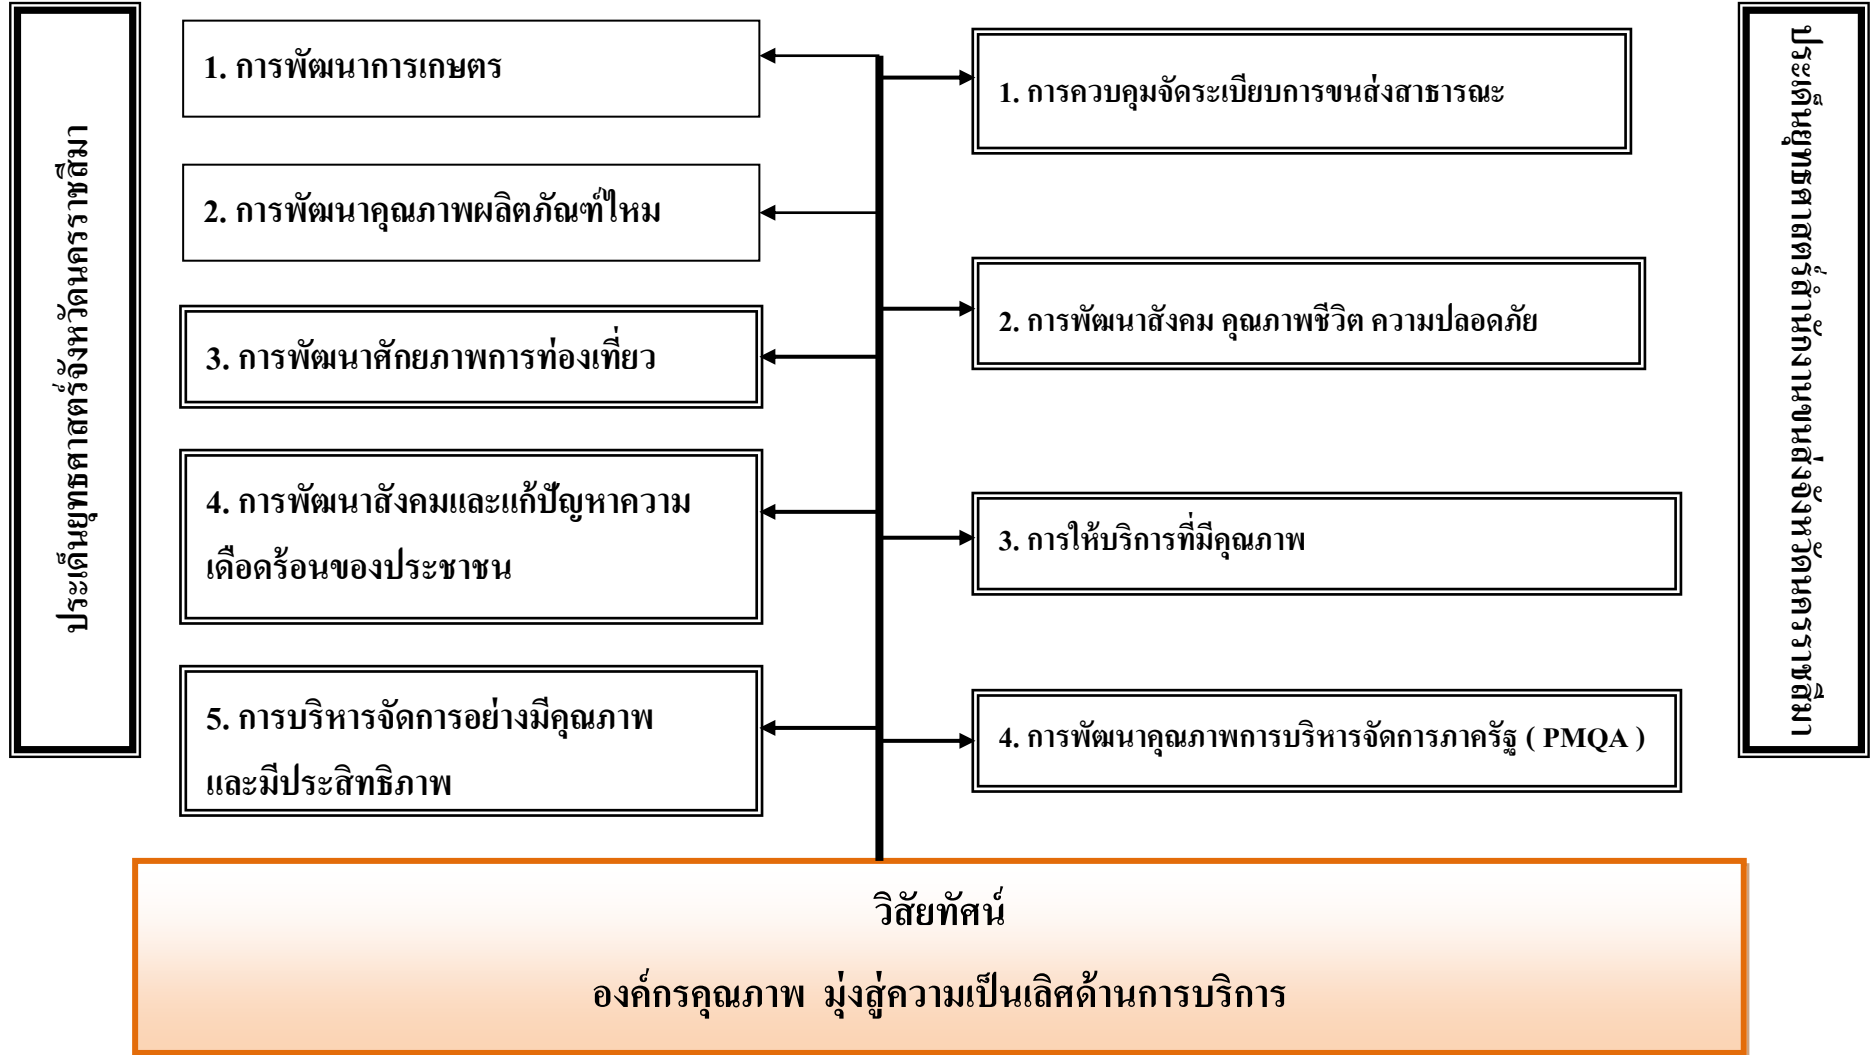 ประเด็นยุทธศาสตร์จังหวัดนครราชสีมา
1. การพัฒนาการเกษตร
2. การพัฒนาคุณภาพผลิตภัณฑ์ไหม
3. การพัฒนาศักยภาพการท่องเที่ยว
4. การพัฒนาสังคมและแก้ปัญหาความ
เดือดร้อนของประชาชน
5. การบริหารจัดการอย่างมีคุณภาพ
และมีประสิทธิภาพ
1. การควบคุมจัดระเบียบการขนส่งสาธารณะ
2. การพัฒนาสังคม คุณภาพชีวิต ความปลอดภัย
3. การให้บริการที่มีคุณภาพ
4. การพัฒนาคุณภาพการบริหารจัดการภาครัฐ ( PMQA )
ประเด็นยุทธศาสตร์สำนักงานขนส่งจังหวัดนครราชสีมา
วิสัยทัศน์
องค์กรคุณภาพ มุ่งสู่ความเป็นเลิศด้านการบริการ